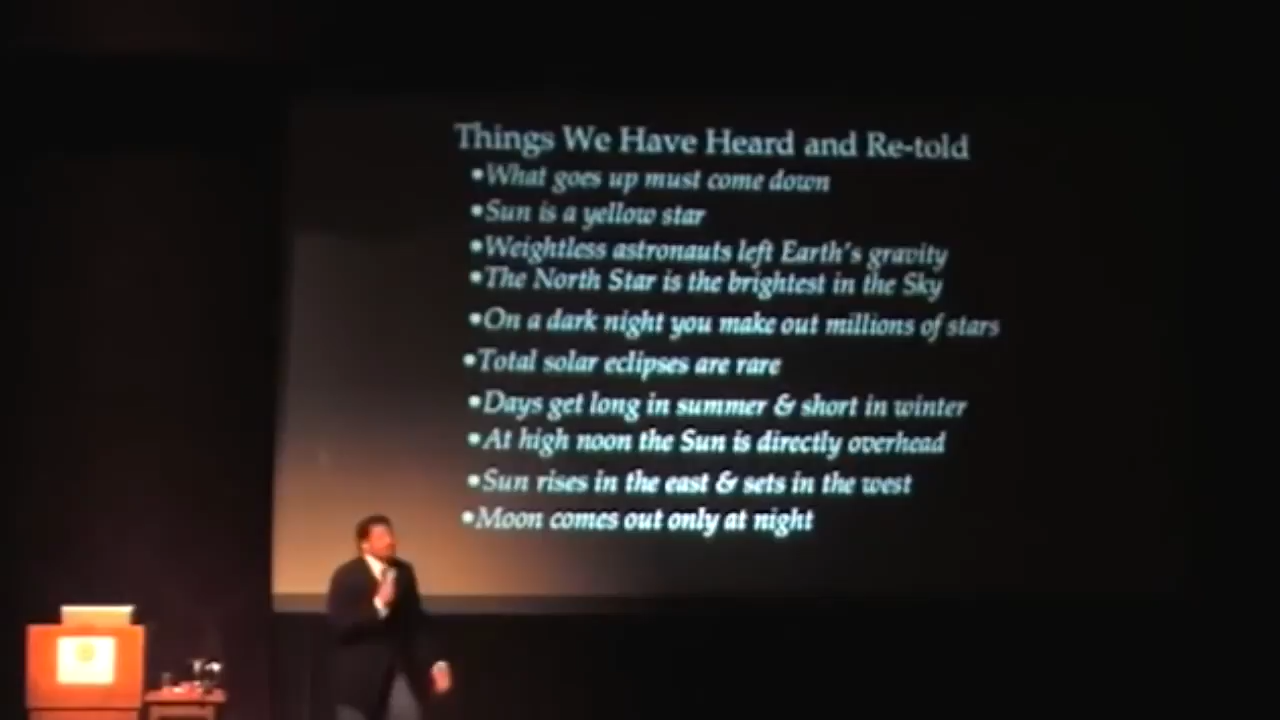 Things We Have Heard and Re-told
•What goes up must come down
•Sun is a yellow star
•Weightless astronauts left Earth's gravity
•The North Star is the brightest in the Sky
•On a dark night you make out millions of stars
•Total solar eclipses are rare
•Days get long in summer & short in winter
•At high noon the Sun is directly overhead
•Sun rises in the east & sets in the west
•Moon comes out only at night